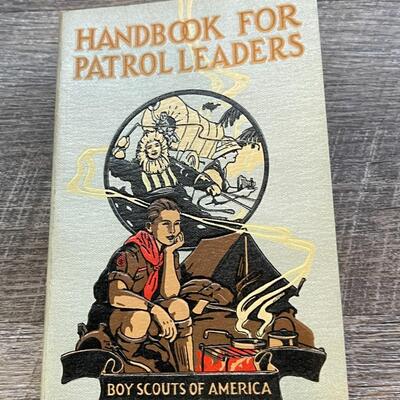 HANDBOOK FOR
PATROL LEADERS
BOY SCOUTS OF AMERICA